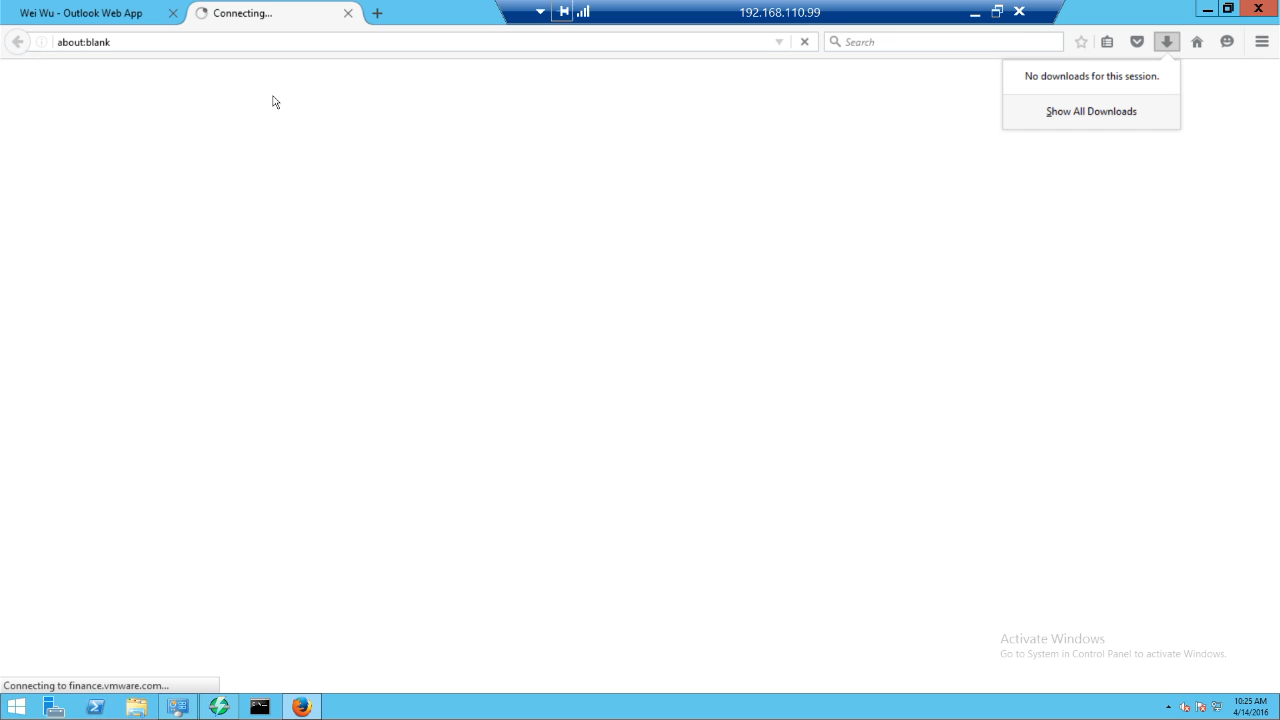 Wei Wu - Outlook Web App
Connecting...
192.168.110.99
about:blank
Search
No downloads for this session.
Show All Downloads
Activate Windows
Go to System in Control Panel to activate Windows.
Connecting to finance.vmware.com...
10:25 AM
4/14/2016